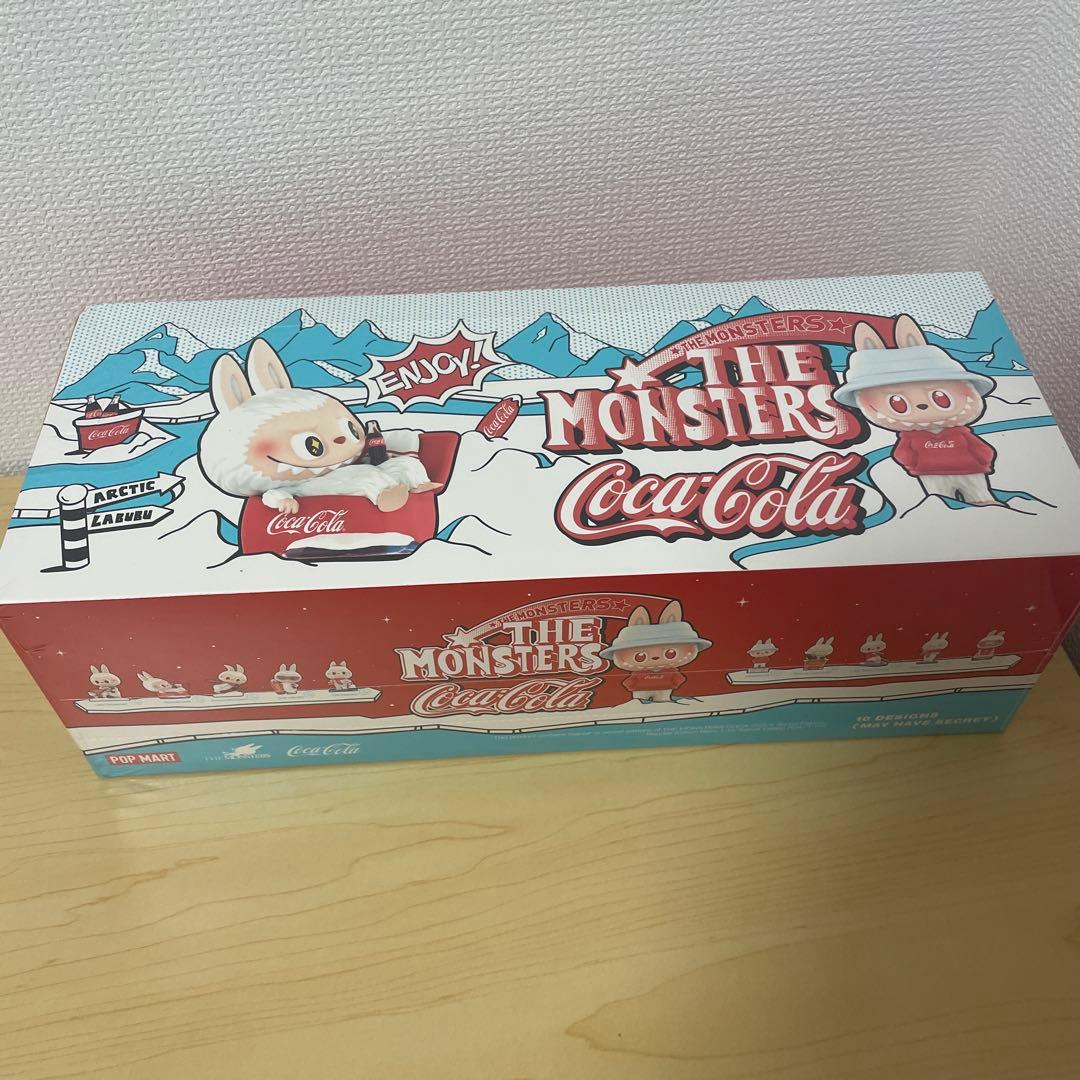 ENJOY!
Coca-Cola
Coca-Cola
ARCTIC
LABUBU
Coca-Cola
★THE MONSTERS★
THE
MONSTERS
Coca-Cola
Coca-Cola
★THE MONSTERS★
THE
MONSTERS
Coca-Cola
POP MART
THE MONSTERS
Coca-Cola
10 DESIGNS
(MAY HAVE SECRET)